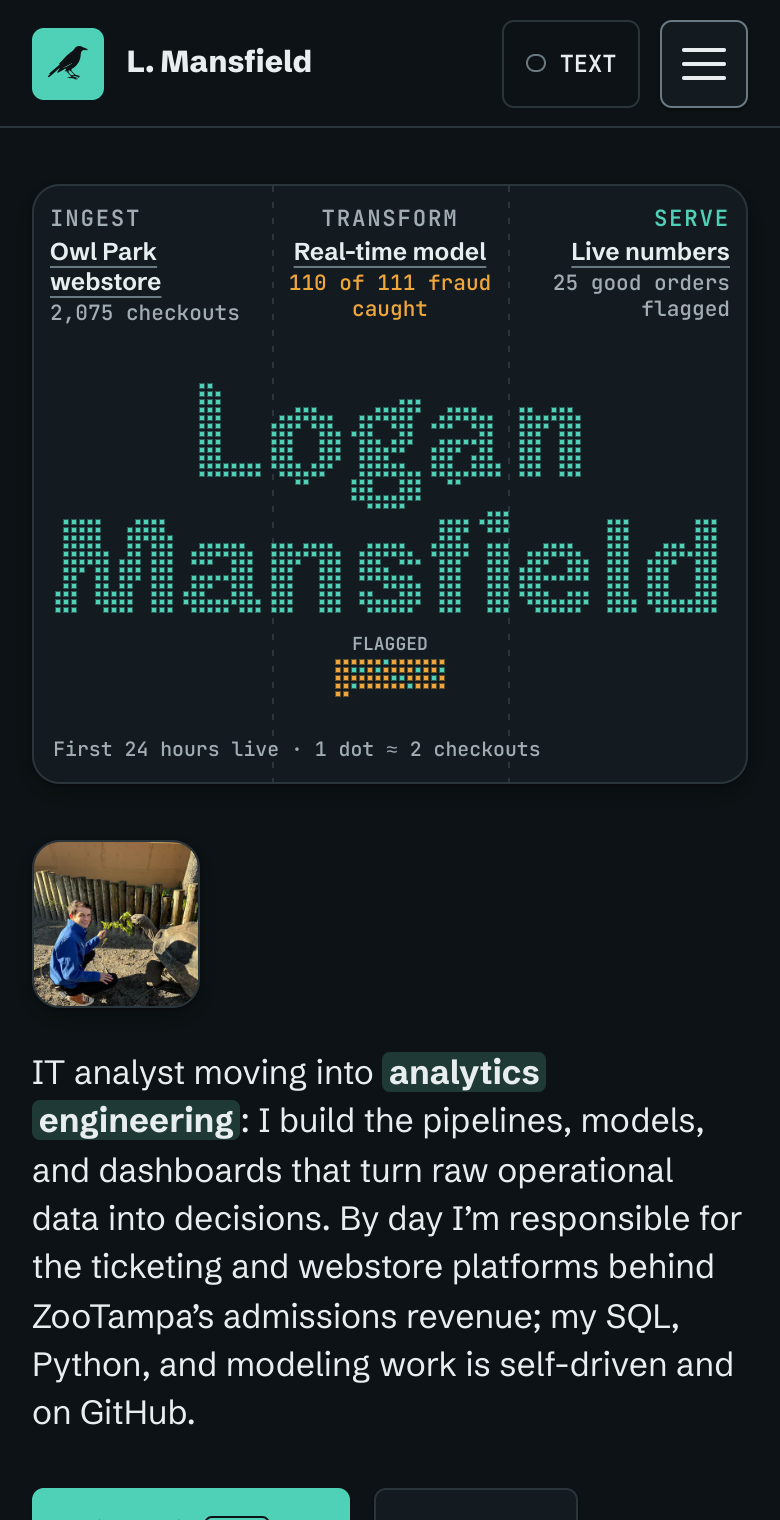 L. Mansfield
TEXT
INGEST
Owl Park
webstore
2,075 checkouts
TRANSFORM
Real-time model
110 of 111 fraud
caught
SERVE
Live numbers
25 good orders
flagged
Logan
Mansfield
FLAGGED
First 24 hours live · 1 dot ≈ 2 checkouts
IT analyst moving into analytics
engineering: I build the pipelines, models,
and dashboards that turn raw operational
data into decisions. By day I’m responsible for
the ticketing and webstore platforms behind
ZooTampa’s admissions revenue; my SQL,
Python, and modeling work is self-driven and
on GitHub.